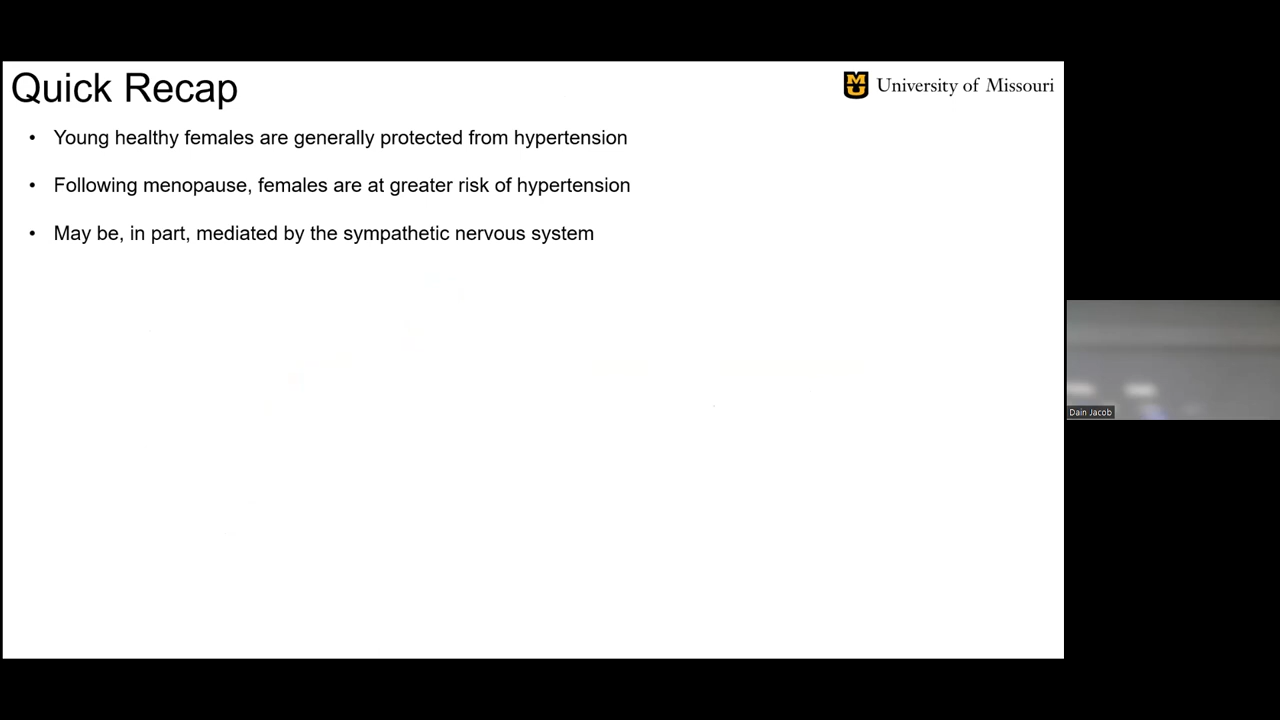 Quick Recap
MU
University of Missouri
• Young healthy females are generally protected from hypertension
• Following menopause, females are at greater risk of hypertension
• May be, in part, mediated by the sympathetic nervous system
Dain Jacob